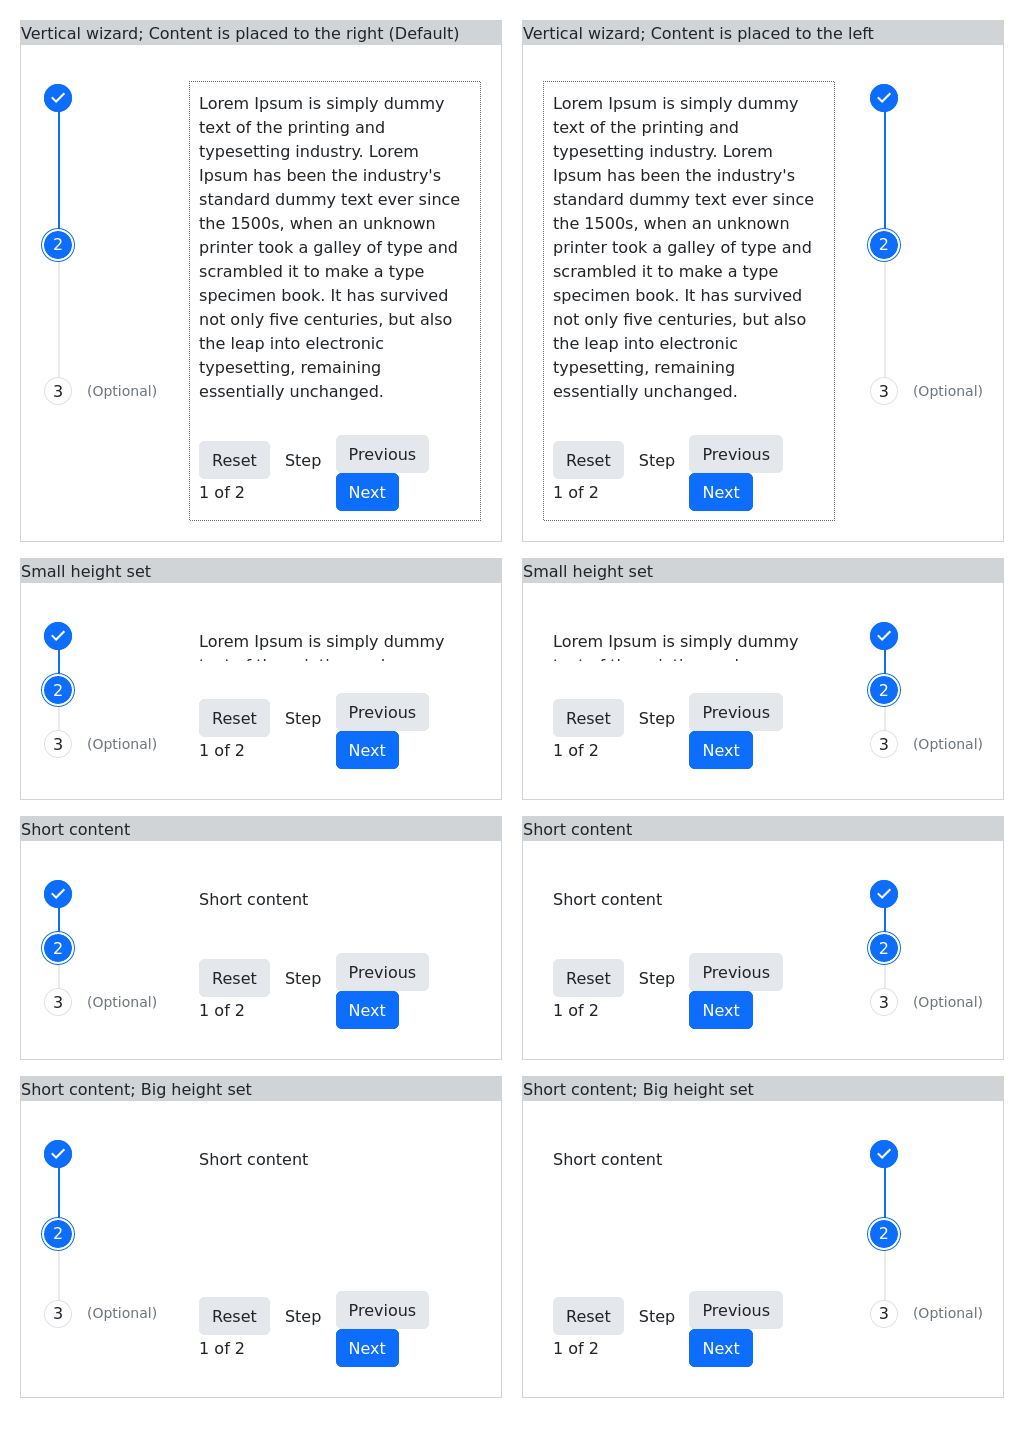 Vertical wizard; Content is placed to the right (Default)
2
3 (Optional)
Lorem Ipsum is simply dummy
text of the printing and
typesetting industry. Lorem
Ipsum has been the industry's
standard dummy text ever since
the 1500s, when an unknown
printer took a galley of type and
scrambled it to make a type
specimen book. It has survived
not only five centuries, but also
the leap into electronic
typesetting, remaining
essentially unchanged.
Reset Step Previous
1 of 2 Next
Vertical wizard; Content is placed to the left
Lorem Ipsum is simply dummy
text of the printing and
typesetting industry. Lorem
Ipsum has been the industry's
standard dummy text ever since
the 1500s, when an unknown
printer took a galley of type and
scrambled it to make a type
specimen book. It has survived
not only five centuries, but also
the leap into electronic
typesetting, remaining
essentially unchanged.
Reset Step Previous
1 of 2 Next
2
3 (Optional)
Small height set
2
3 (Optional)
Lorem Ipsum is simply dummy
Reset Step Previous
1 of 2 Next
Small height set
Lorem Ipsum is simply dummy
Reset Step Previous
1 of 2 Next
2
3 (Optional)
Short content
2
3 (Optional)
Short content
Reset Step Previous
1 of 2 Next
Short content
Short content
Reset Step Previous
1 of 2 Next
2
3 (Optional)
Short content; Big height set
2
3 (Optional)
Short content
Reset Step Previous
1 of 2 Next
Short content; Big height set
Short content
Reset Step Previous
1 of 2 Next
2
3 (Optional)